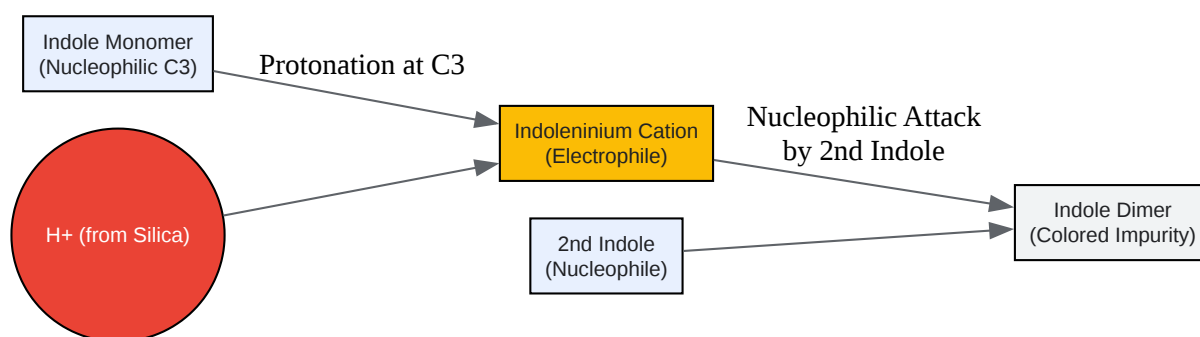 Indole Monomer
(Nucleophilic C3)
Protonation at C3
H+ (from Silica)
Indoleninium Cation
(Electrophile)
Nucleophilic Attack
by 2nd Indole
2nd Indole
(Nucleophile)
Indole Dimer
(Colored Impurity)